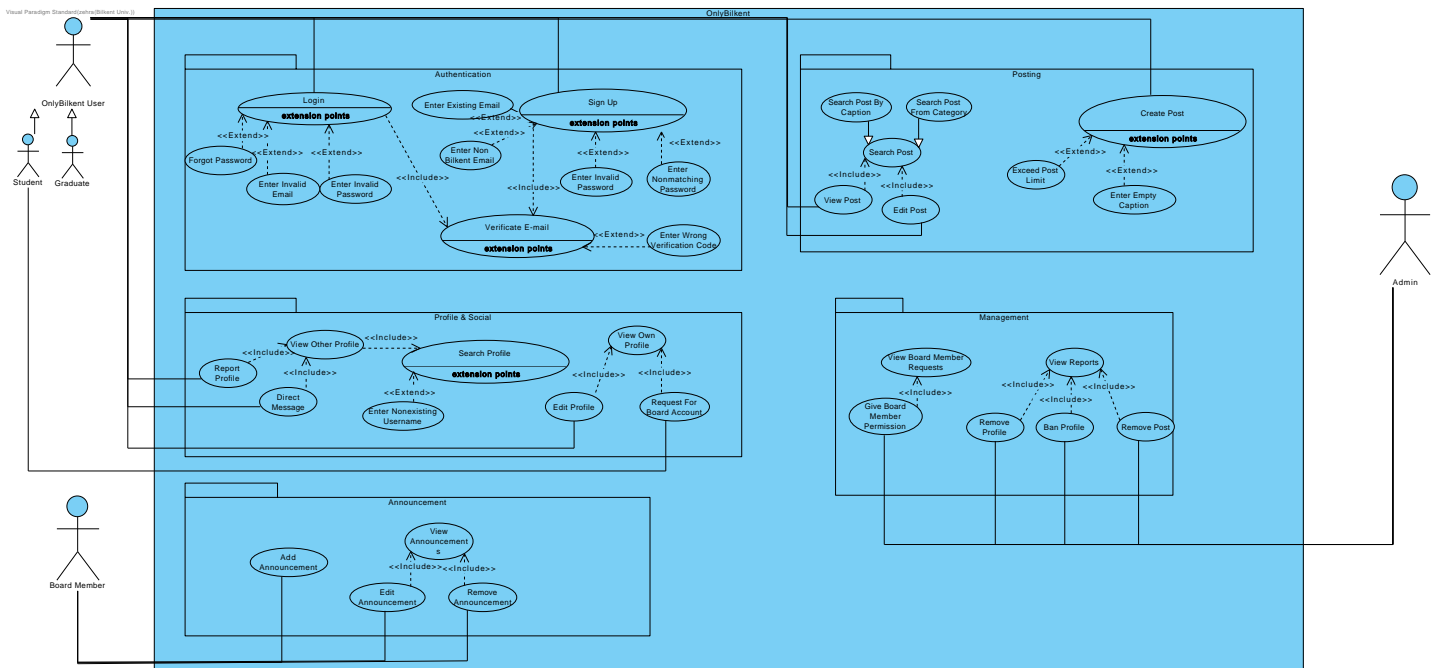 Visual Paradigm Standard(zehra(Bilkent Univ.))
OnlyBilkent
OnlyBilkent User
Student
Graduate
Authentication
Login
extension points
Enter Existing Email
Sign Up
extension points
<<Extend>>
<<Extend>>
<<Extend>>
<<Extend>>
<<Extend>>
<<Extend>>
<<Extend>>
Forgot Password
Enter Non
Bilkent Email
Enter Invalid
Email
Enter Invalid
Password
<<Include>>
<<Include>>
Enter Invalid
Password
Enter
Nonmatching
Password
Verificate E-mail
extension points
<<Extend>>
Enter Wrong
Verification Code
Posting
Search Post By
Caption
Search Post
From Category
Search Post
<<Include>>
<<Include>>
View Post
Edit Post
Create Post
extension points
<<Extend>>
<<Extend>>
Exceed Post
Limit
Enter Empty
Caption
Admin
Profile & Social
View Other Profile
<<Include>>
<<Include>>
<<Include>>
Report
Profile
Direct
Message
Search Profile
extension points
<<Extend>>
Enter Nonexisting
Username
View Own
Profile
<<Include>>
<<Include>>
Edit Profile
Request For
Board Account
Management
View Board Member
Requests
<<Include>>
Give Board
Member
Permission
View Reports
<<Include>>
<<Include>>
<<Include>>
Remove
Profile
Ban Profile
Remove Post
Board Member
Announcement
Add
Announcement
View
Announcement
s
<<Include>>
<<Include>>
Edit
Announcement
Remove
Announcement